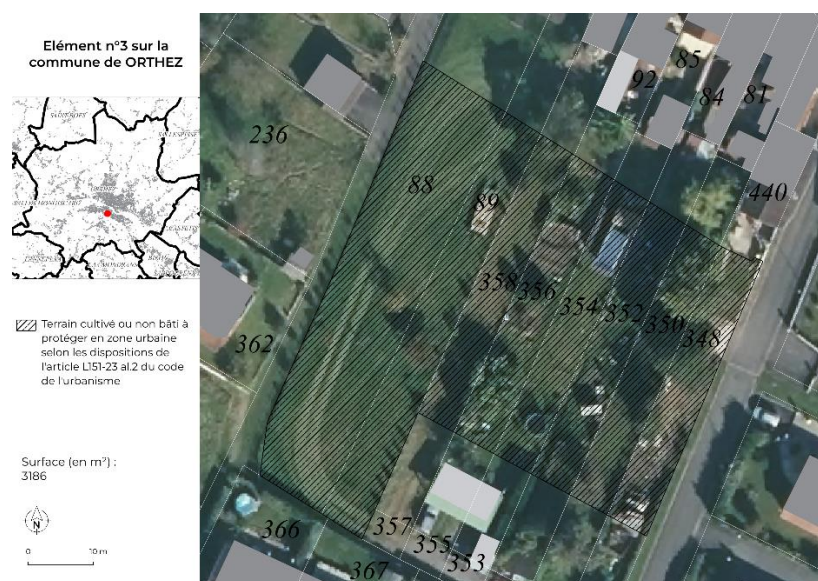 Elément n°3 sur la
commune de ORTHEZ
Terrain cultivé ou non bâti à
protéger en zone urbaine
selon les dispositions de
l'article L151-23 al.2 du code
de l'urbanisme
Surface (en m²) :
3186
N
0 10 m
85
92
84
81
236
88
440
89
358
356
354
352
350
348
362
357
366
355
353
367